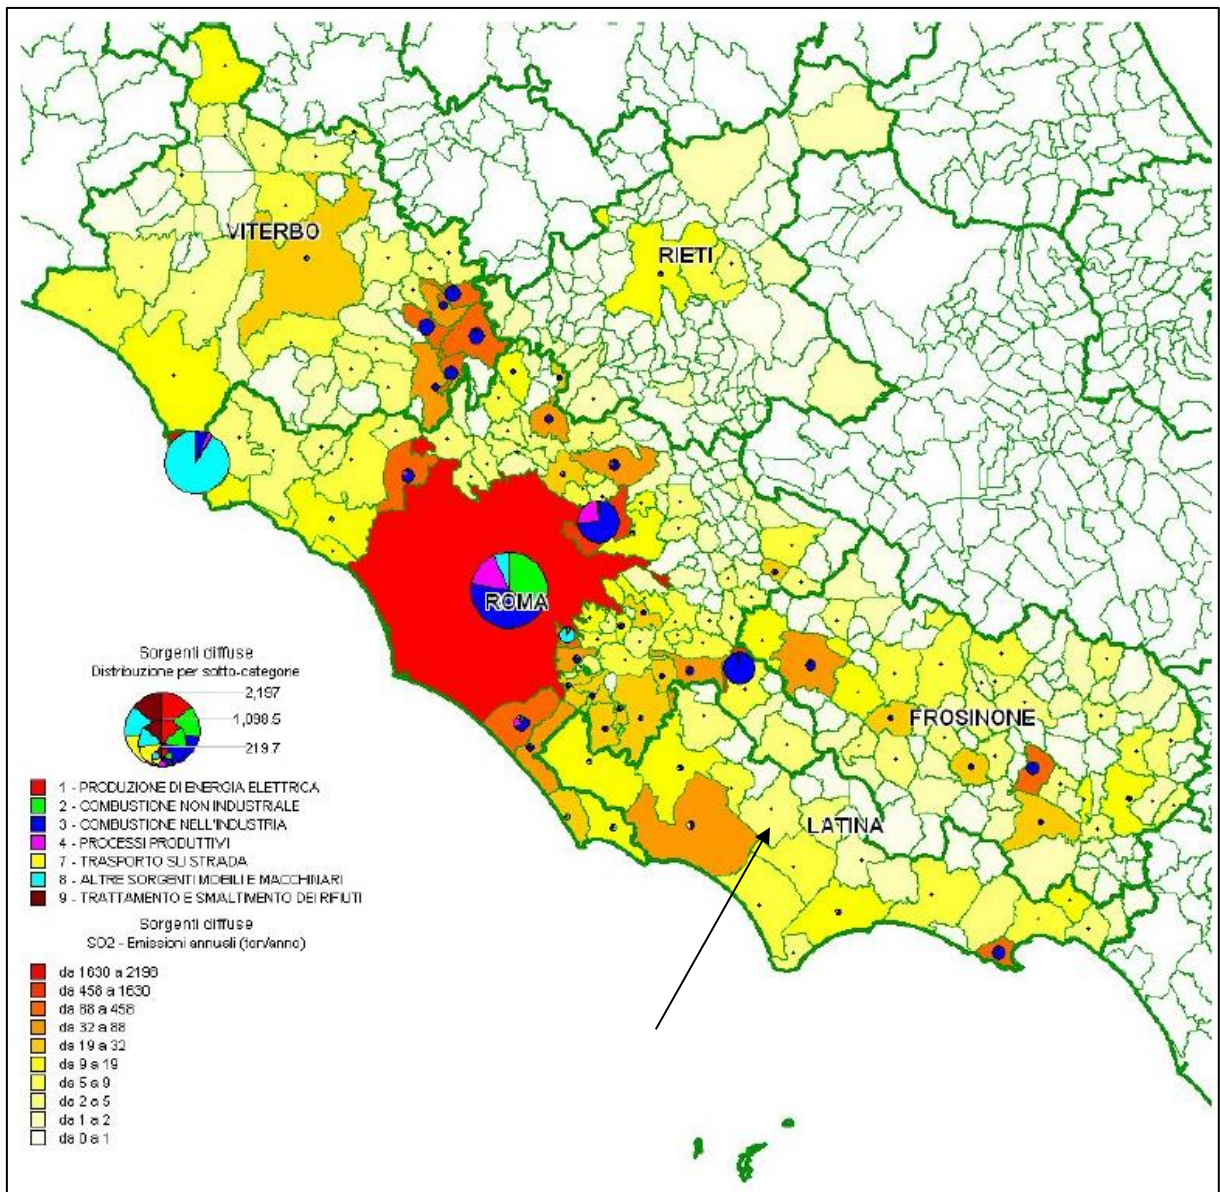 VITERBO
RIETI
ROMA
FROSINONE
LATINA
Sorgenti diffuse
Distribuzione per sotto-categorie
2,197
1,098.5
219.7
1 - PRODUZIONE DI ENERGIA ELETTRICA
2 - COMBUSTIONE NON INDUSTRIALE
3 - COMBUSTIONE NELL'INDUSTRIA
4 - PROCESSI PRODUTTIVI
7 - TRASPORTO SU STRADA
8 - ALTRE SORGENTI MOBILI E MACCHINARI
9 - TRATTAMENTO E SMALTIMENTO DEI RIFIUTI
Sorgenti diffuse
SO2 - Emissioni annuali (ton/anno)
da 1630 a 2198
da 458 a 1630
da 88 a 458
da 32 a 88
da 19 a 32
da 9 a 19
da 5 a 9
da 2 a 5
da 1 a 2
da 0 a 1